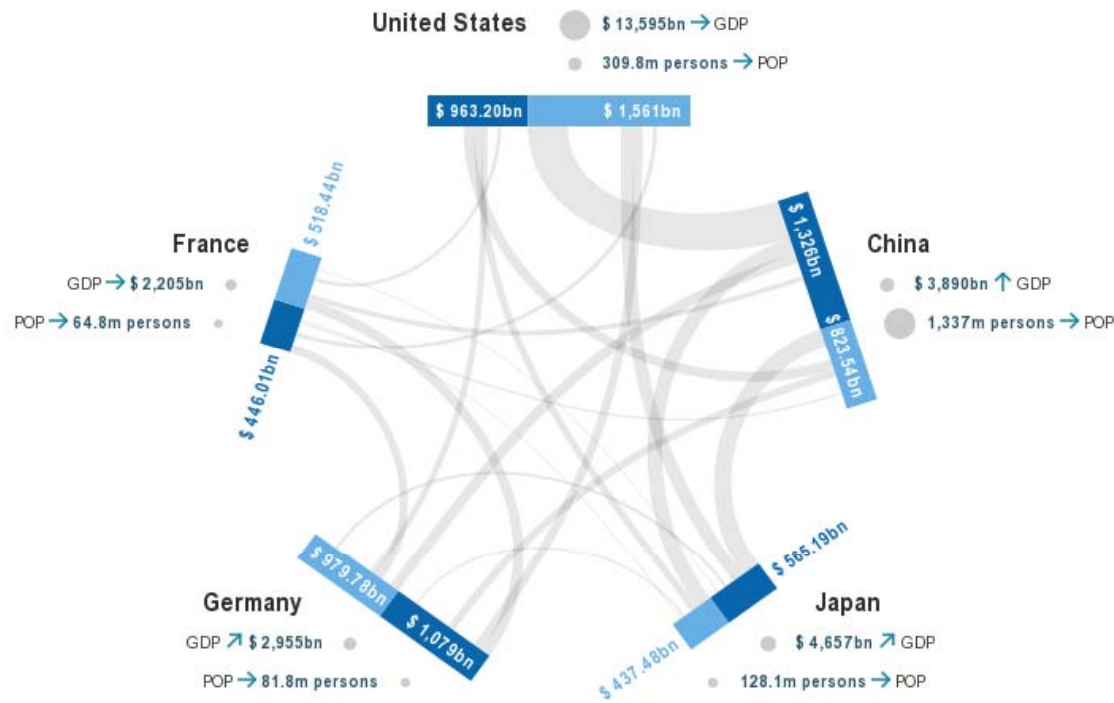 United States
$ 13,595bn → GDP
309.8m persons → POP
$ 963.20bn $ 1,561bn
$ 518.44bn
France
GDP → $ 2,205bn
POP → 64.8m persons
$ 446.01bn
$ 1,326bn
$ 823.54bn
China
$ 3,890bn ↑ GDP
1,337m persons → POP
$ 979.78bn
$ 1,079bn
Germany
GDP ↗ $ 2,955bn
POP → 81.8m persons
$ 565.19bn
$ 437.48bn
Japan
$ 4,657bn ↗ GDP
128.1m persons → POP